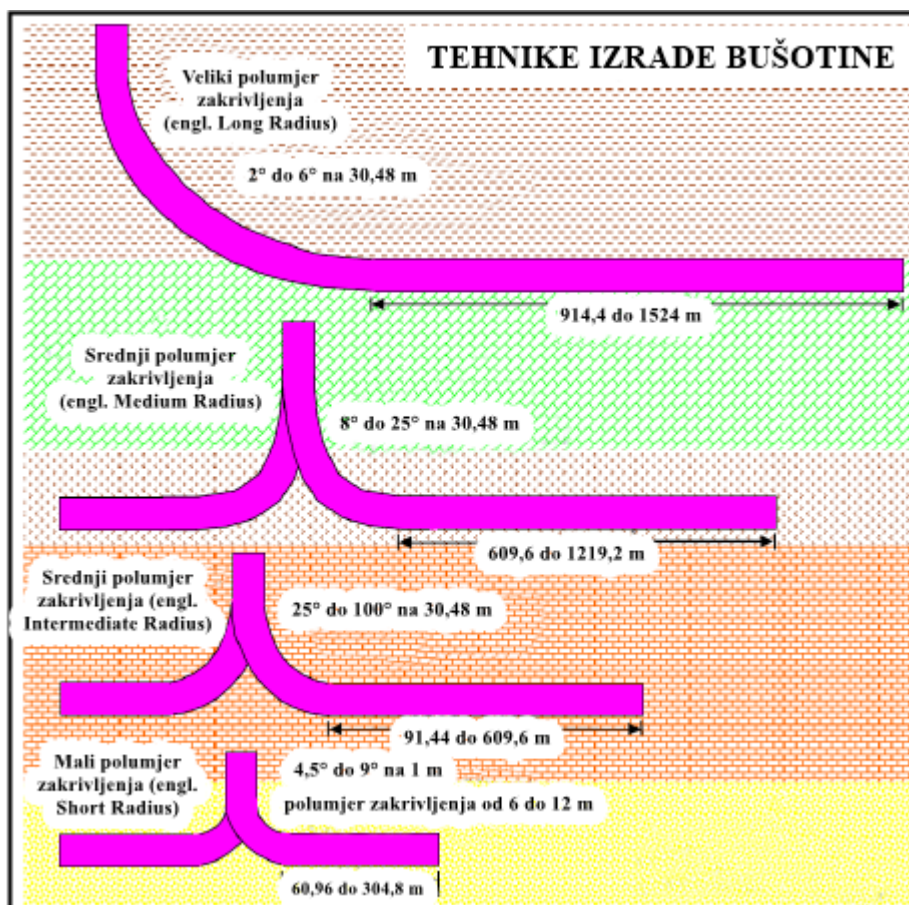 TEHNIKE IZRADE BUŠOTINE
Veliki polumjer
zakrivljenja
(engl. Long Radius)
2° do 6° na 30,48 m
914,4 do 1524 m
Srednji polumjer
zakrivljenja
(engl. Medium Radius)
8° do 25° na 30,48 m
609,6 do 1219,2 m
Srednji polumjer
zakrivljenja (engl.
Intermediate Radius)
25° do 100° na 30,48 m
91,44 do 609,6 m
Mali polumjer
zakrivljenja (engl.
Short Radius)
4,5° do 9° na 1 m
polumjer zakrivljenja od 6 do 12 m
60,96 do 304,8 m